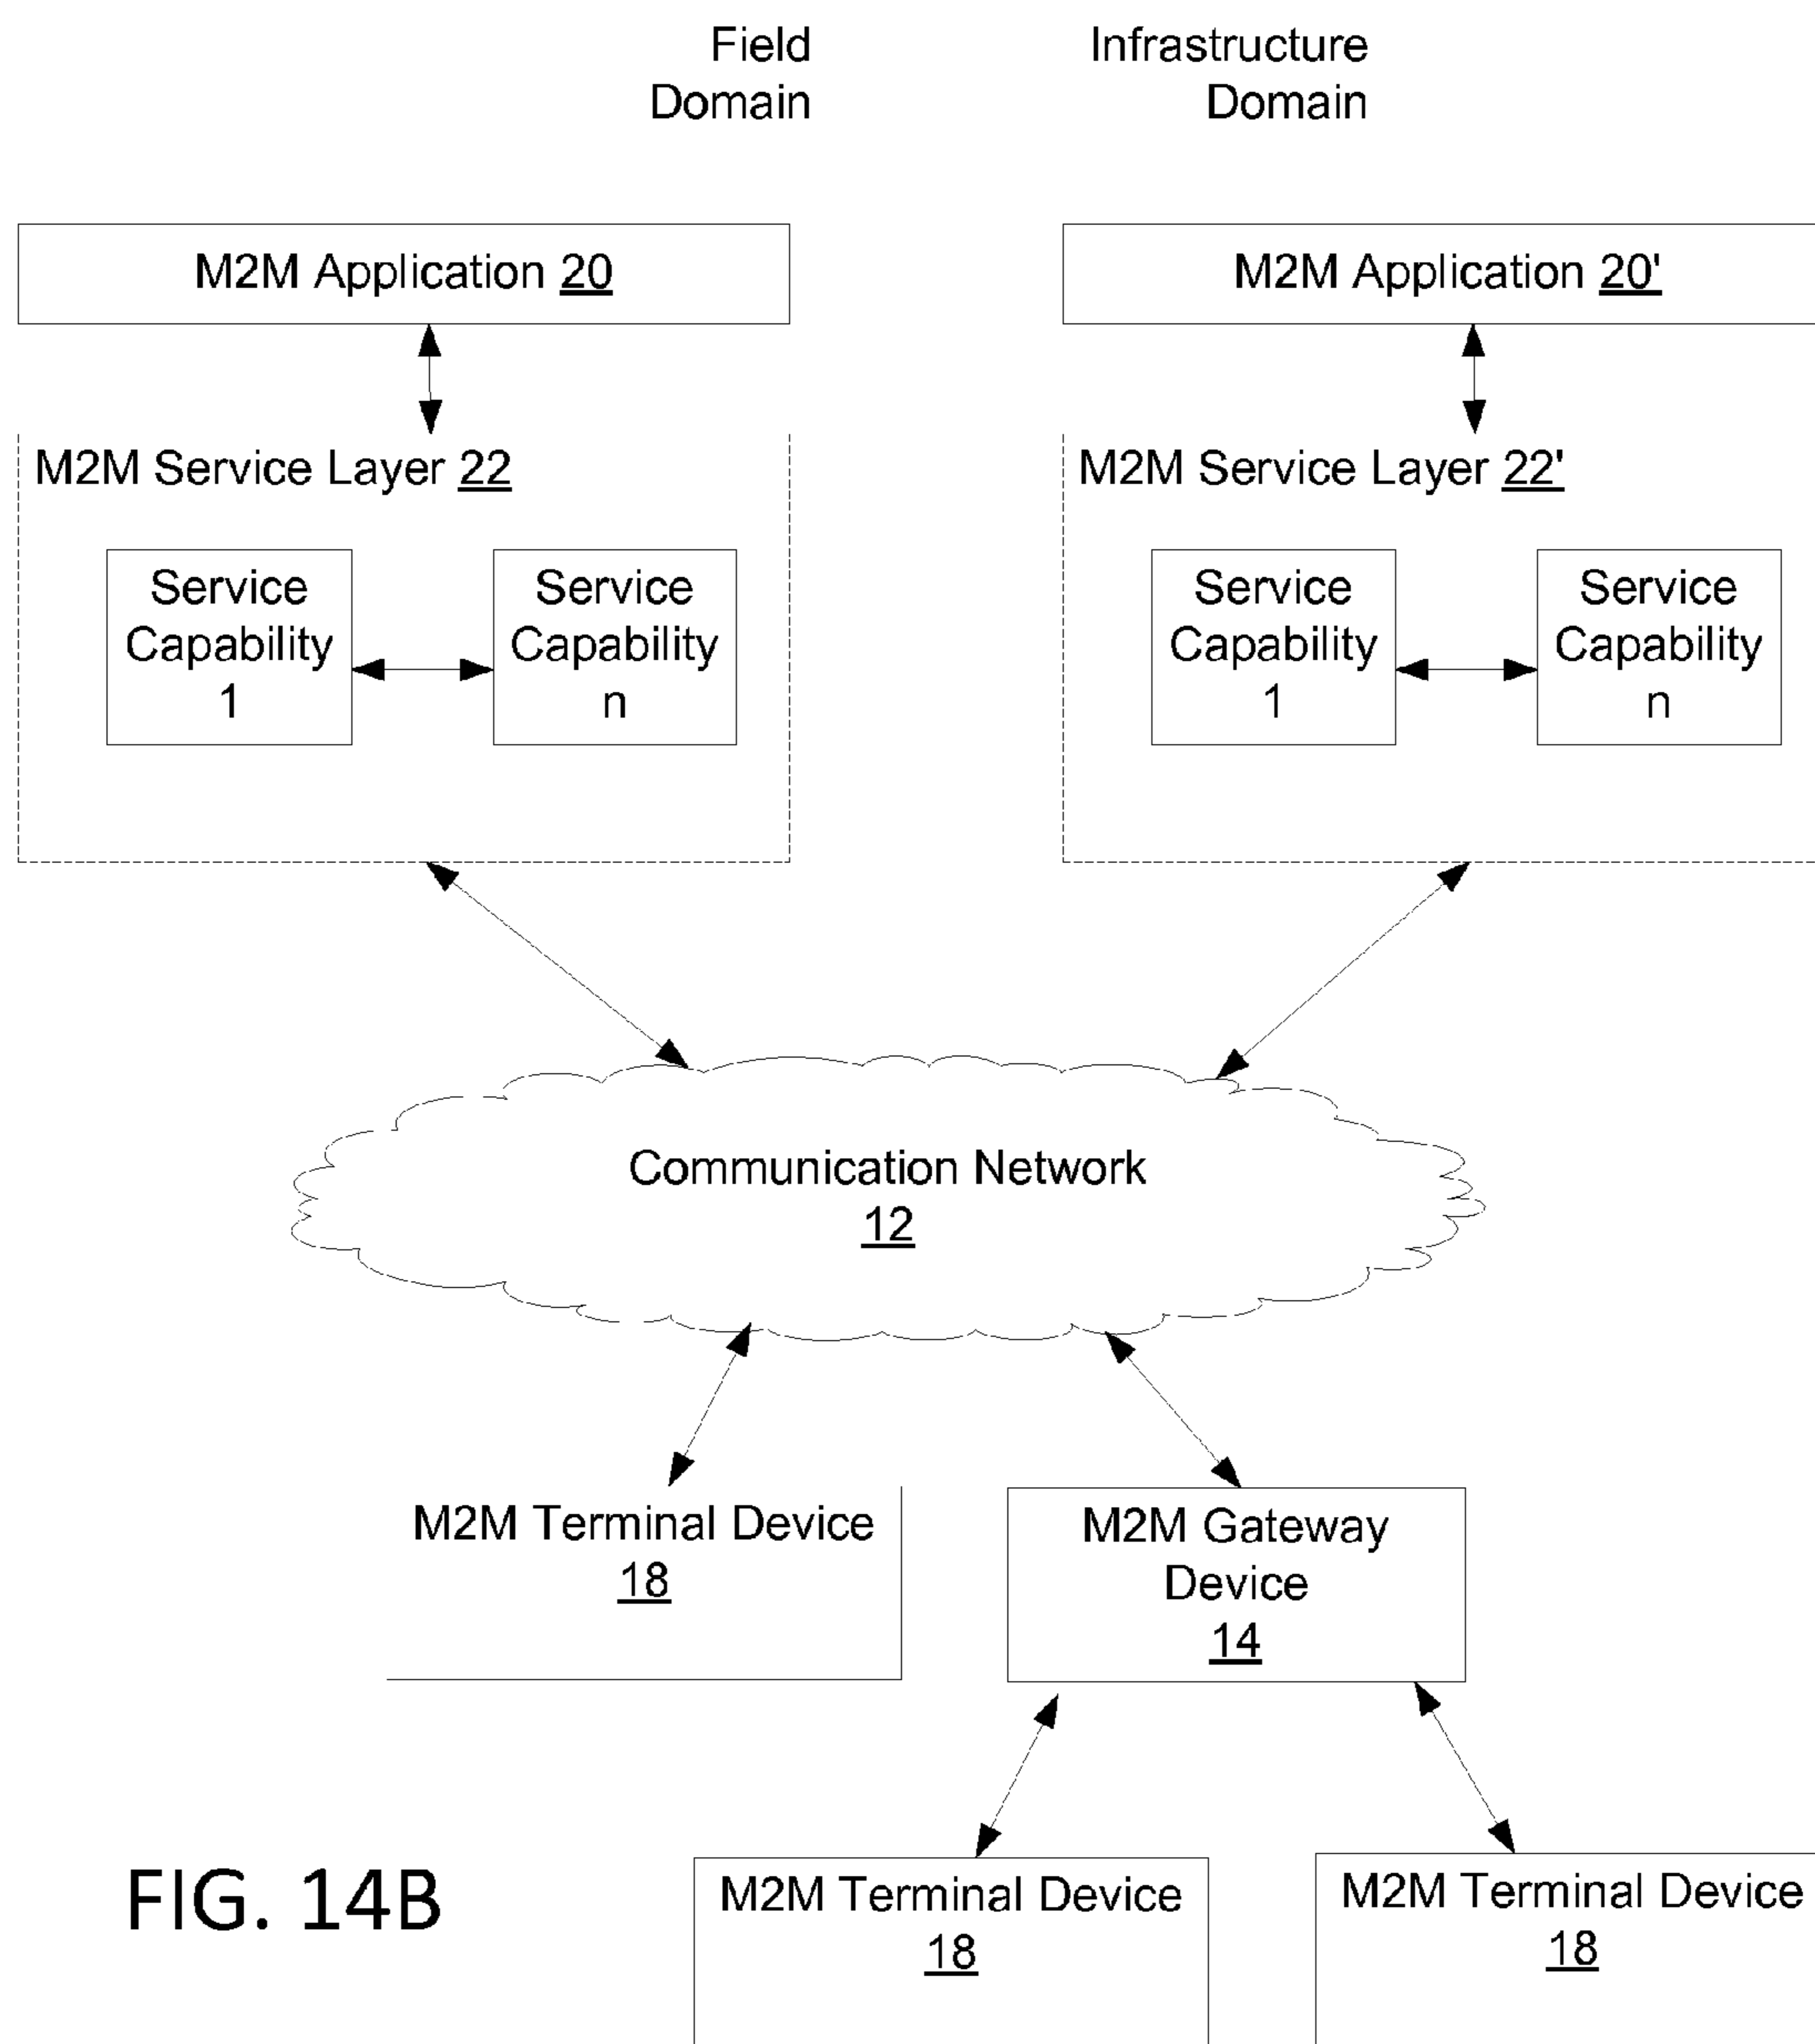 Field
Domain
Infrastructure
Domain
M2M Application 20
M2M Application 20'
M2M Service Layer 22
M2M Service Layer 22'
Service
Capability
1
Service
Capability
n
Service
Capability
1
Service
Capability
n
Communication Network
12
M2M Terminal Device
18
M2M Gateway
Device
14
M2M Terminal Device
18
M2M Terminal Device
18
FIG. 14B